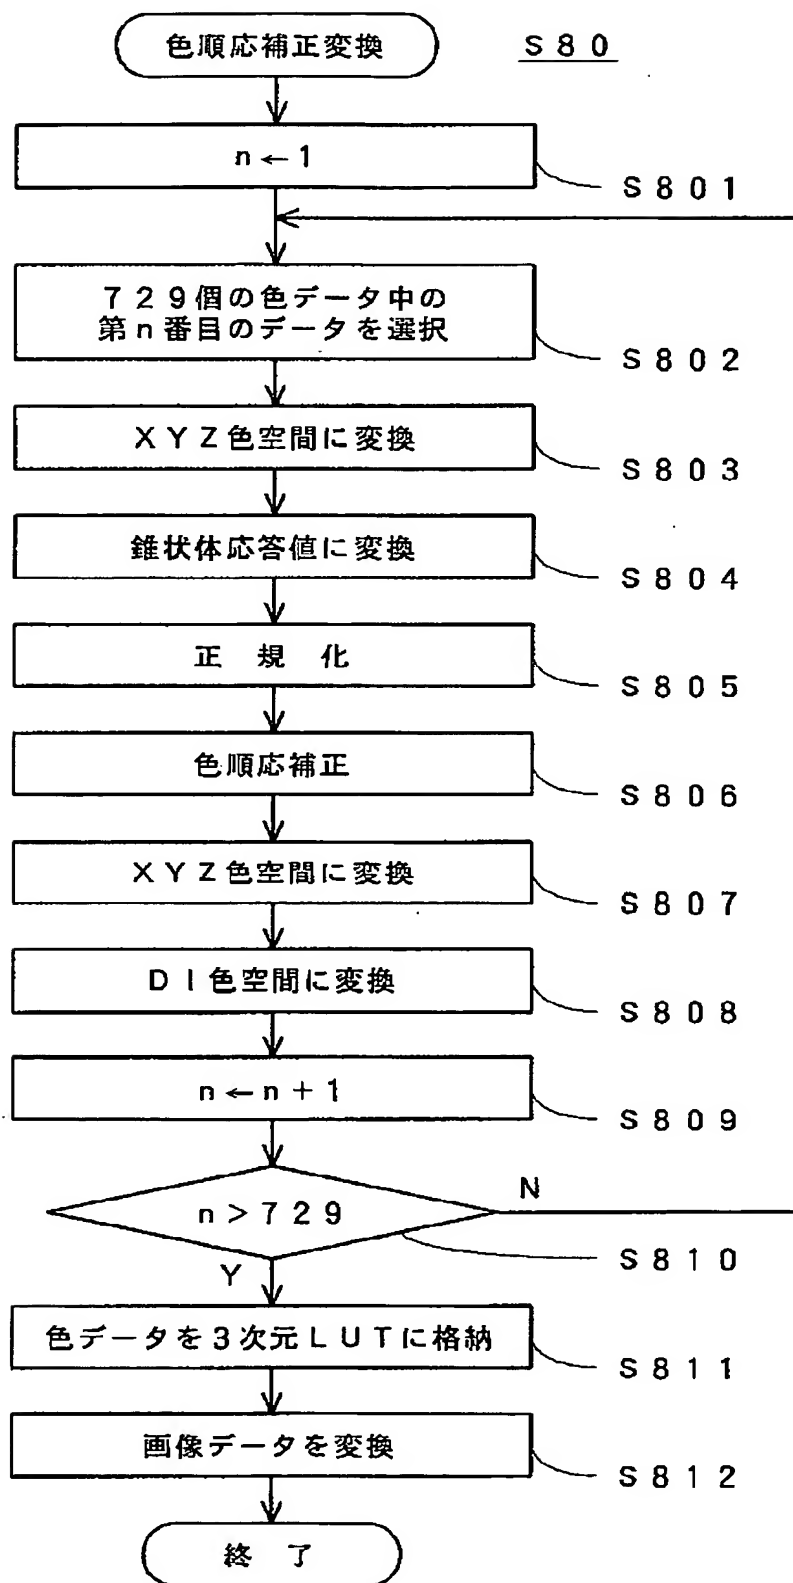 色順応補正変換
S80
n←1
S801
729個の色データ中の
第n番目のデータを選択
S802
XYZ色空間に変換
S803
錐状体応答値に変換
S804
正規化
S805
色順応補正
S806
XYZ色空間に変換
S807
DI色空間に変換
S808
n←n+1
S809
n>729
N
S810
Y
色データを3次元LUTに格納
S811
画像データを変換
S812
終了